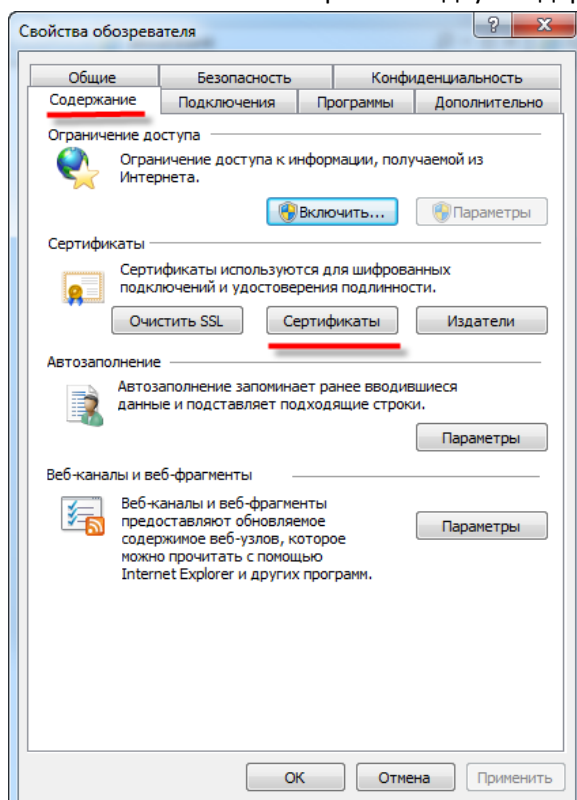 Свойства обозревателя
?
X
Общие Безопасность Конфиденциальность
Содержание Подключения Программы Дополнительно
Ограничение доступа
Ограничение доступа к информации, получаемой из
Интернета.
Включить... Параметры
Сертификаты
Сертификаты используются для шифрованных
подключений и удостоверения подлинности.
Очистить SSL Сертификаты Издатели
Автозаполнение
Автозаполнение запоминает ранее вводившиеся
данные и подставляет подходящие строки.
Параметры
Веб-каналы и веб-фрагменты
Веб-каналы и веб-фрагменты
предоставляют обновляемое
содержимое веб-узлов, которое
можно прочитать с помощью
Internet Explorer и других программ.
Параметры
ОК Отмена Применить